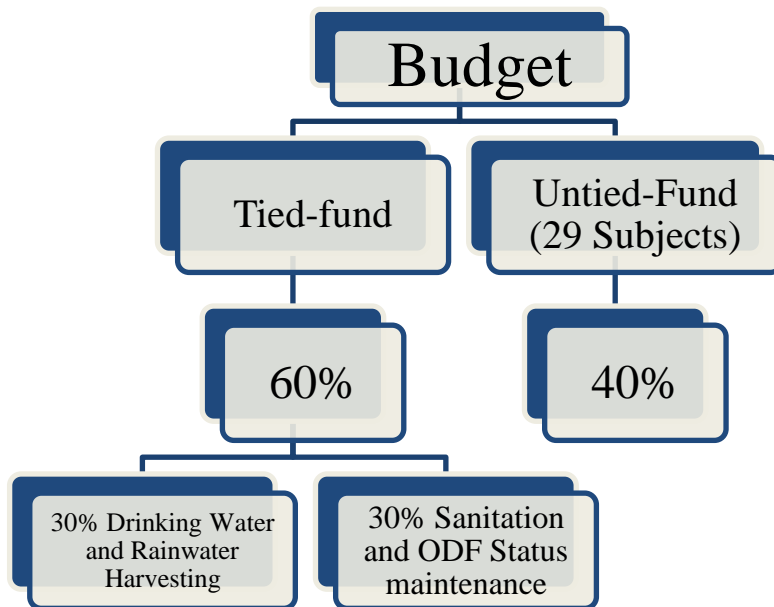 Budget
Tied-fund
Untied-Fund
(29 Subjects)
60%
40%
30% Drinking Water
and Rainwater
Harvesting
30% Sanitation
and ODF Status
maintenance